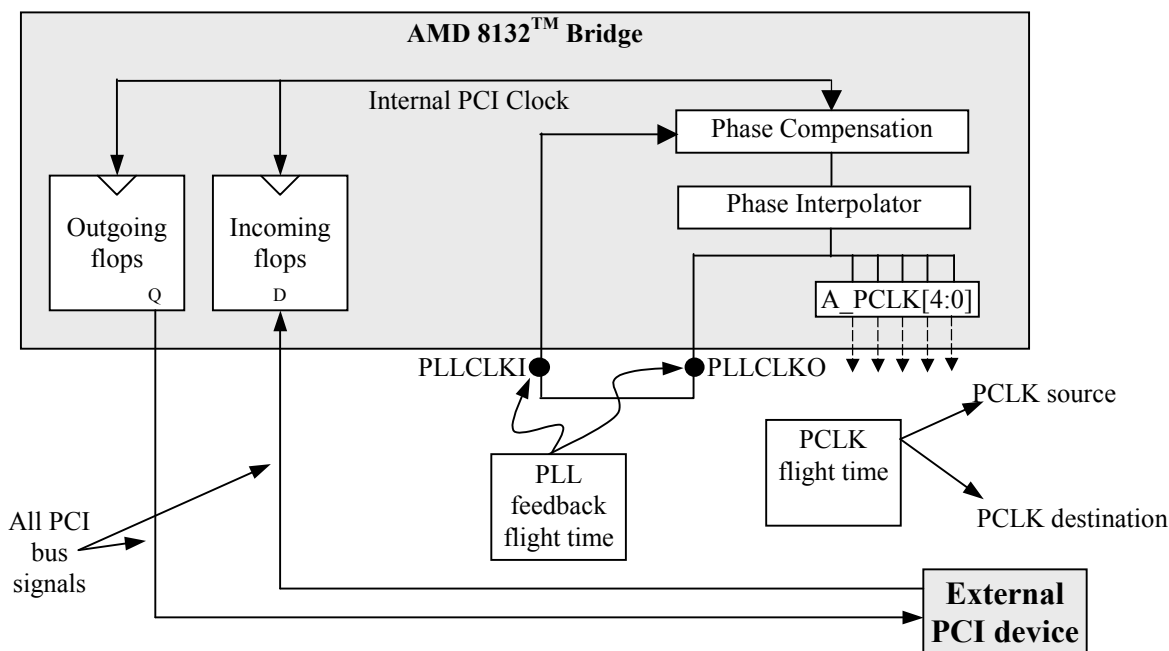 AMD 8132TM Bridge
Internal PCI Clock
Phase Compensation
Phase Interpolator
Outgoing
flops
Q
Incoming
flops
D
A_PCLK[4:0]
PLLCLKI
PLLCLKO
PCLK source
PCLK
flight time
PCLK destination
PLL
feedback
flight time
All PCI
bus
signals
External
PCI device